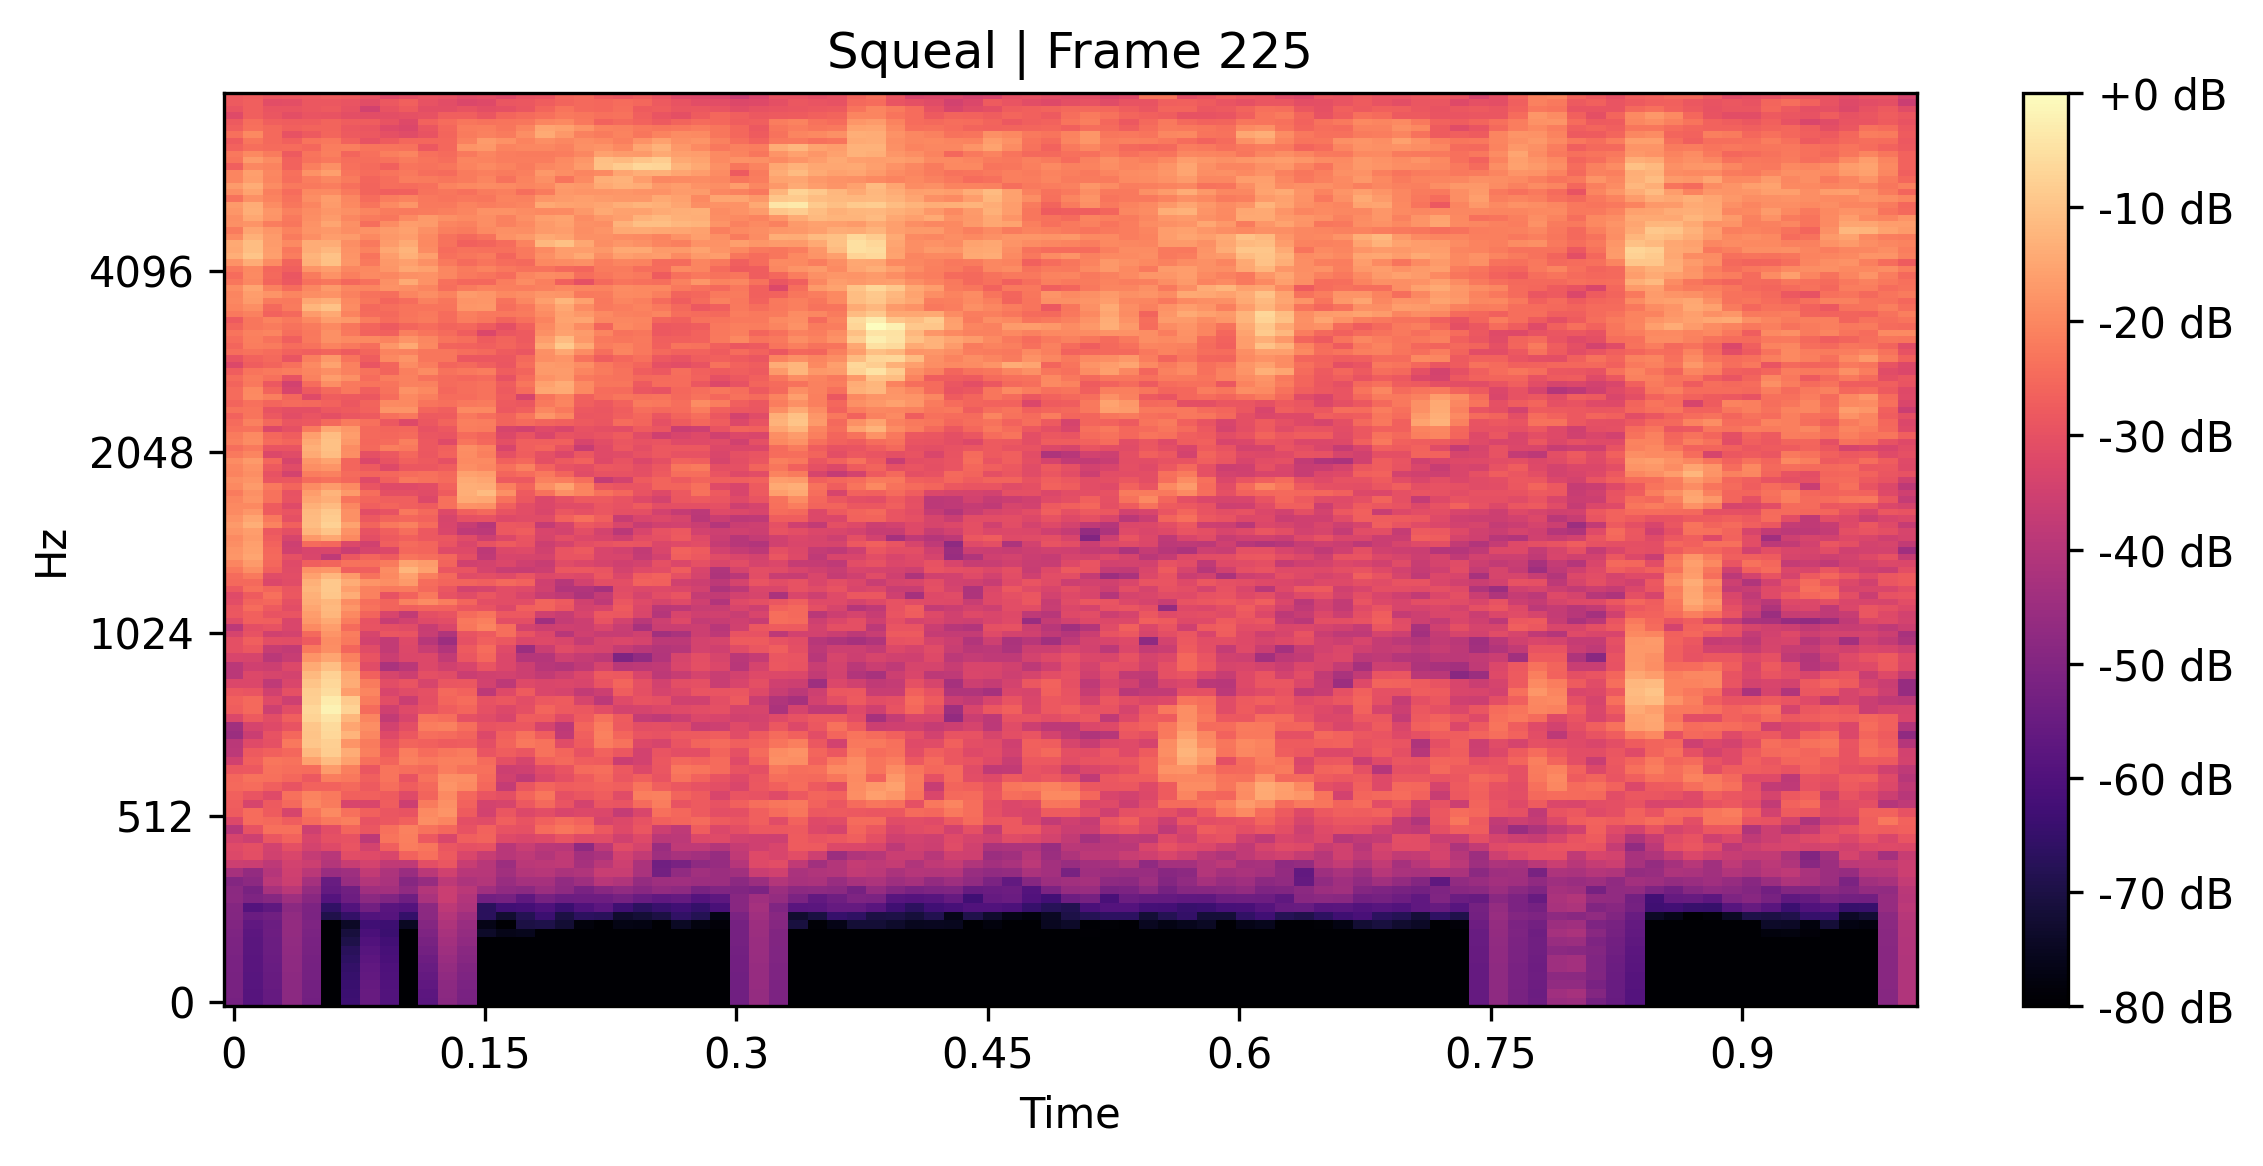 Squeal | Frame 225
Hz
4096
2048
1024
512
0
0 0.15 0.3 0.45 0.6 0.75 0.9
Time
+0 dB
-10 dB
-20 dB
-30 dB
-40 dB
-50 dB
-60 dB
-70 dB
-80 dB